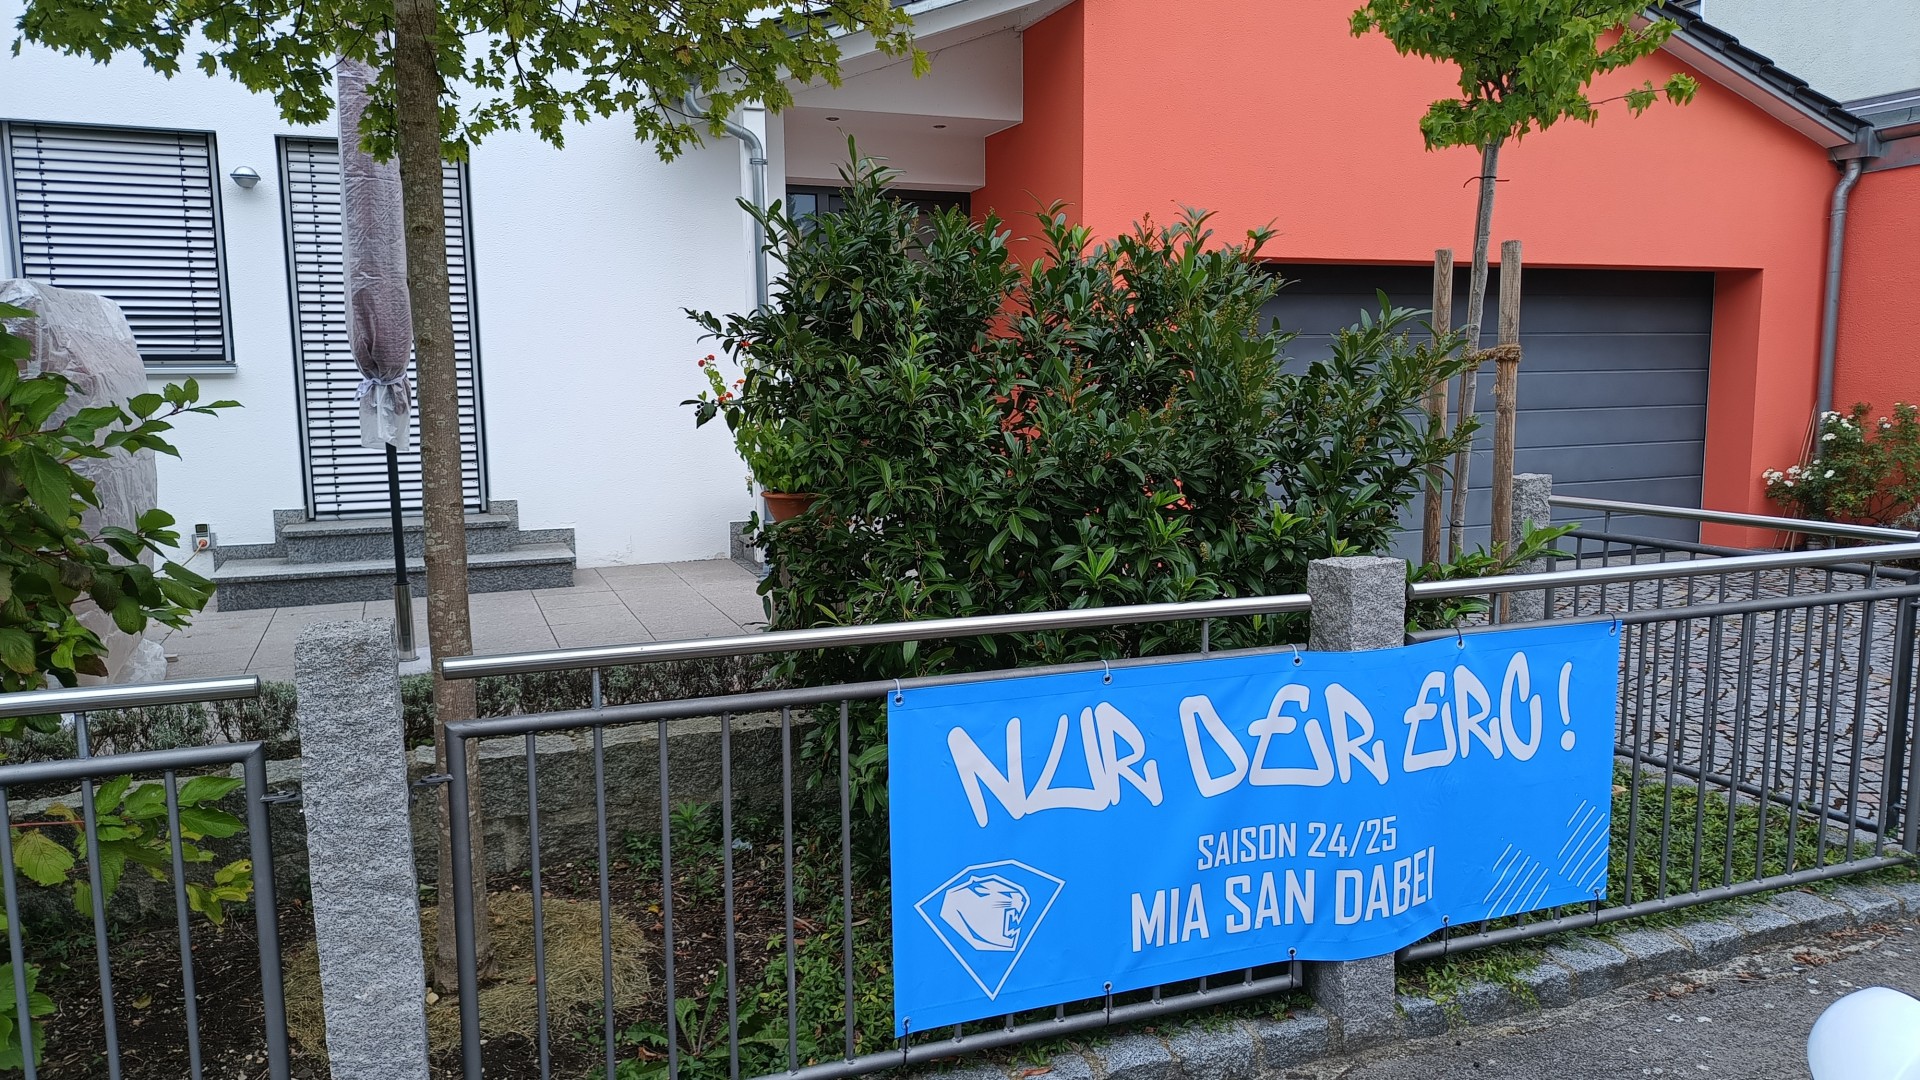 NUR DER ERC!
SAISON 24/25
MIA SAN DABEI